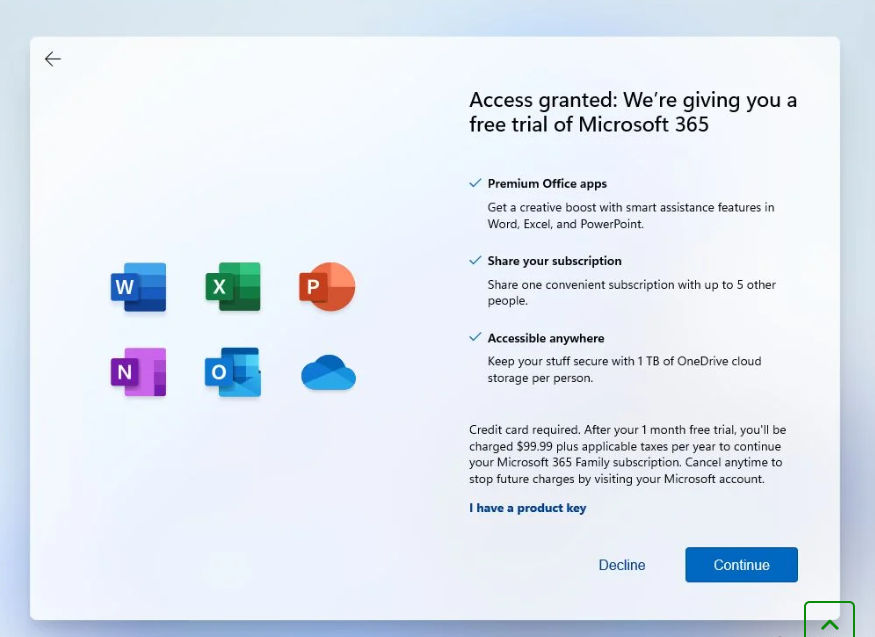 Access granted: We're giving you a
free trial of Microsoft 365
Premium Office apps
Get a creative boost with smart assistance features in
Word, Excel, and PowerPoint.
Share your subscription
Share one convenient subscription with up to 5 other
people.
W
X
P
Accessible anywhere
Keep your stuff secure with 1 TB of OneDrive cloud
storage per person.
N
O
Credit card required. After your 1 month free trial, you'll be
charged $99.99 plus applicable taxes per year to continue
your Microsoft 365 Family subscription. Cancel anytime to
stop future charges by visiting your Microsoft account.
I have a product key
Decline
Continue